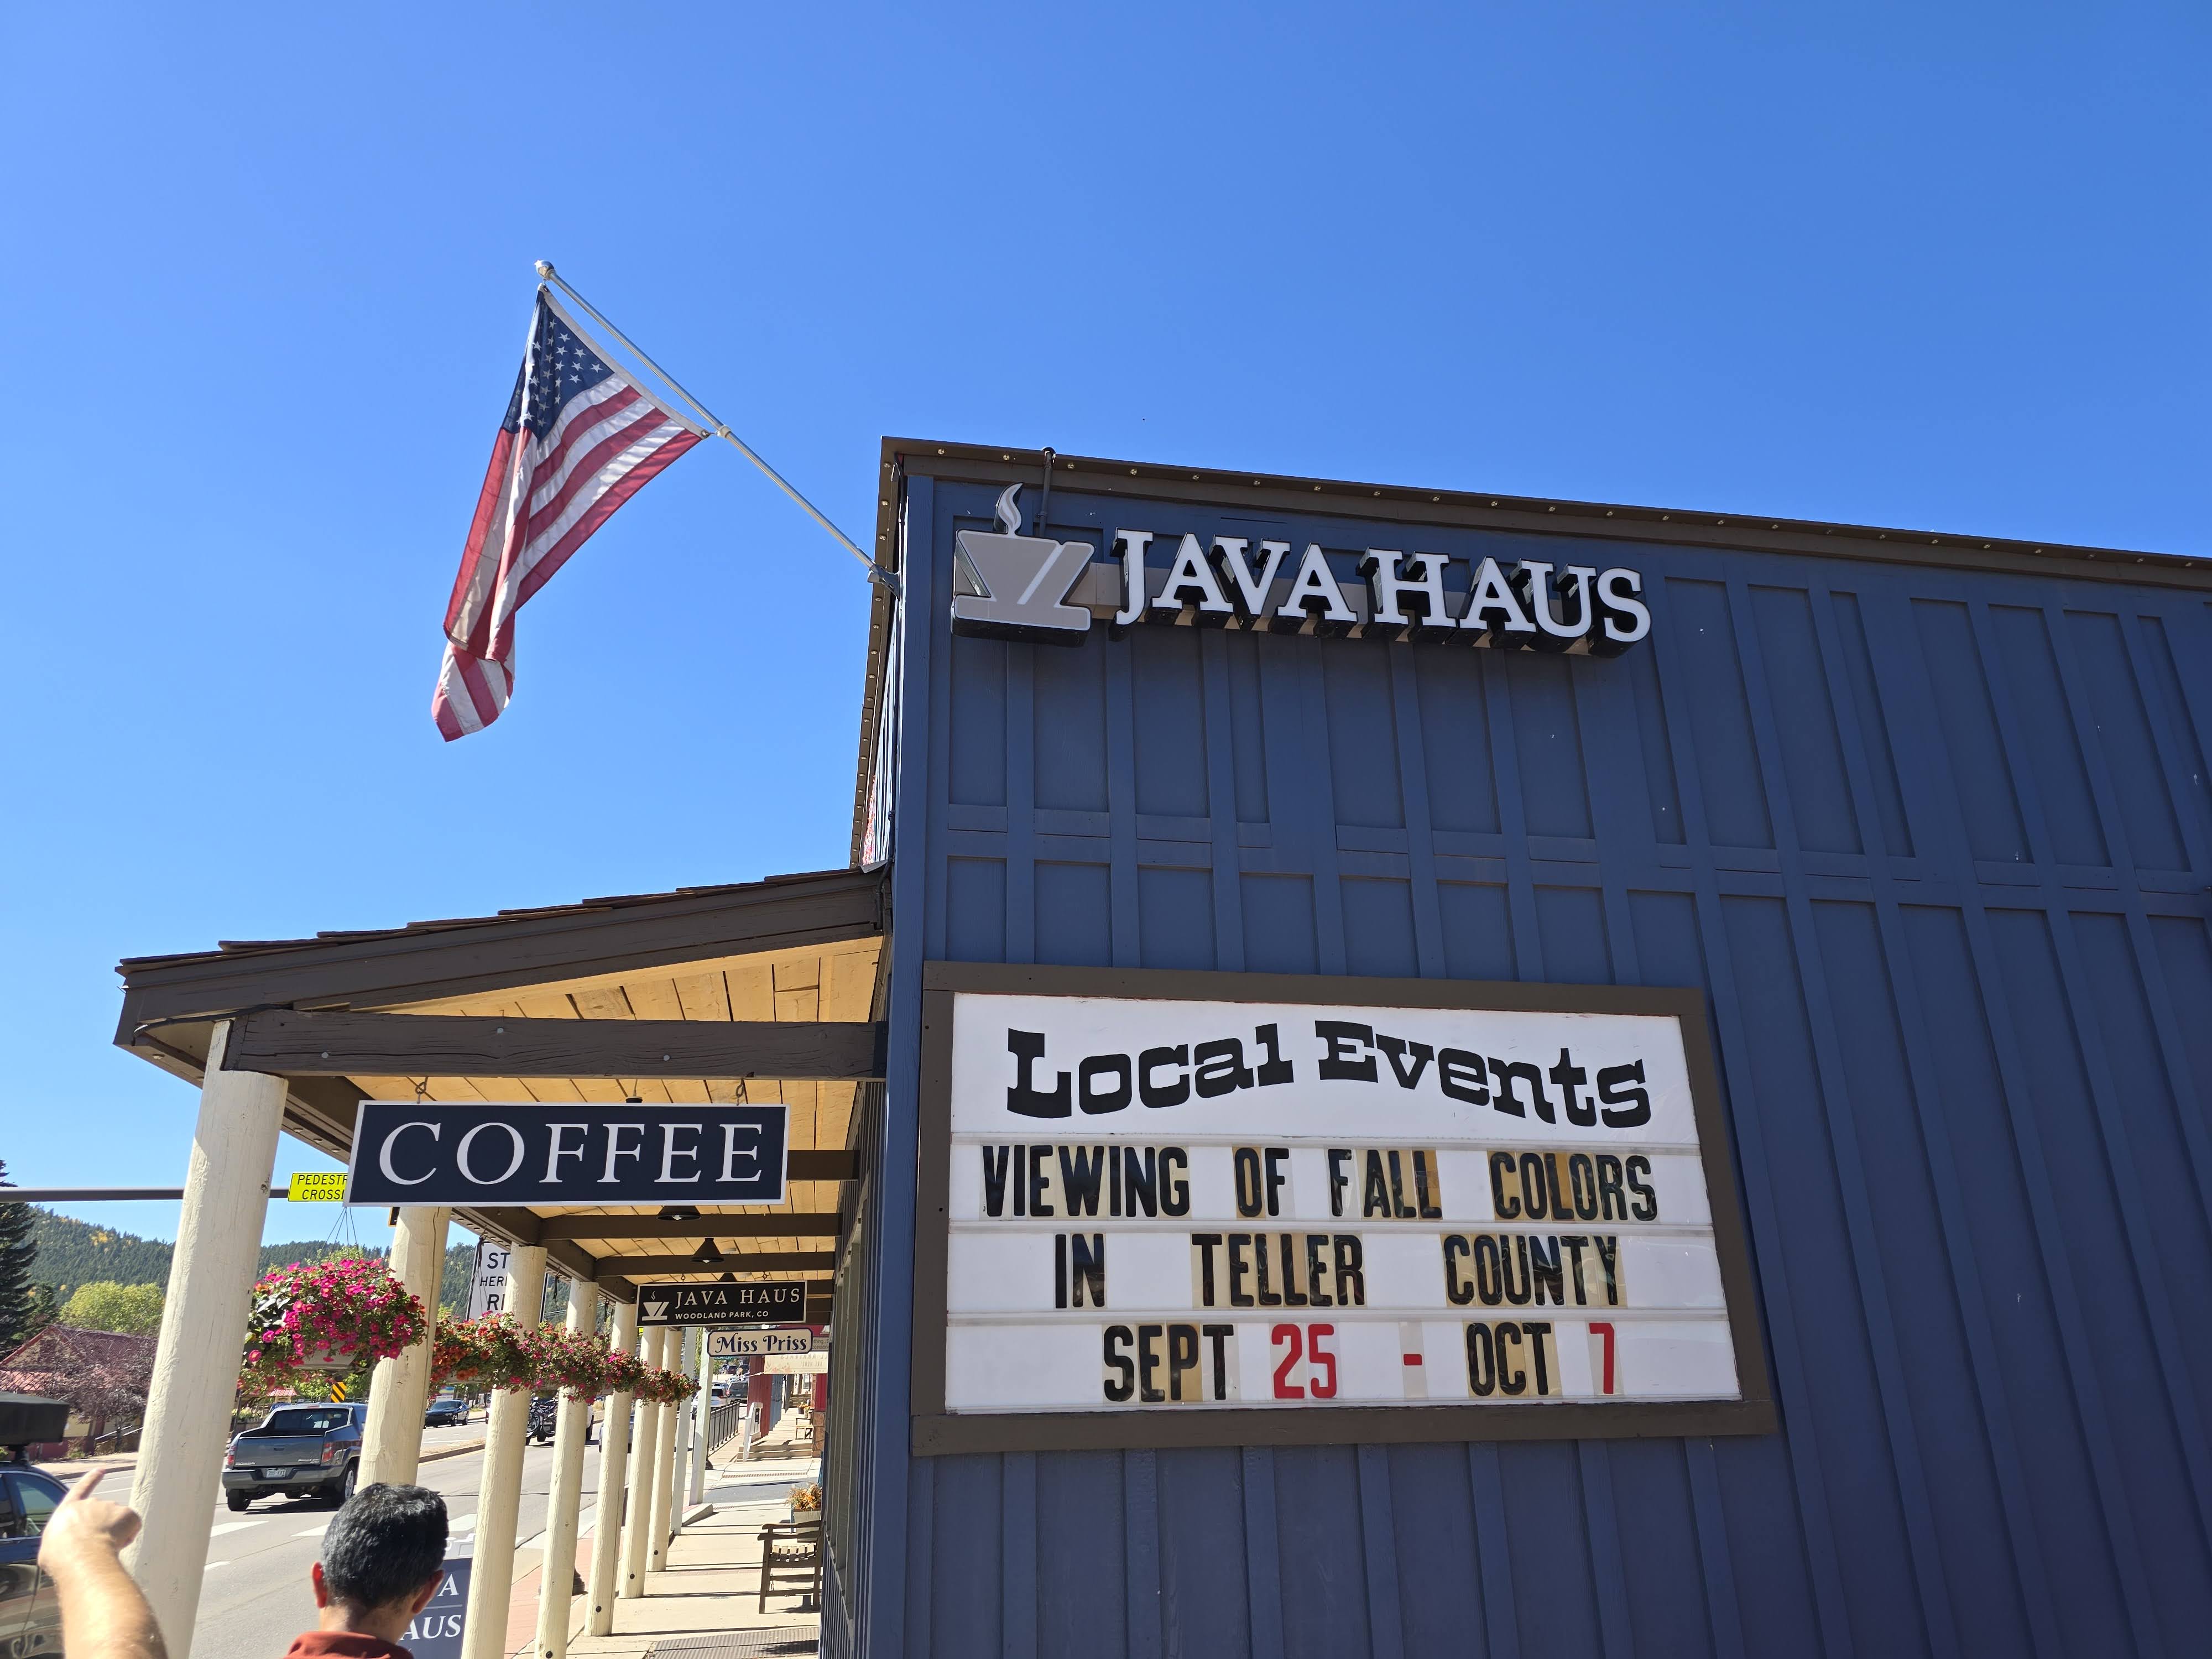 JAVA HAUS
Local Events
VIEWING OF FALL COLORS
IN TELLER COUNTY
SEPT 25 - OCT 7
COFFEE
JAVA HAUS
WOODLAND PARK, CO
Miss Priss